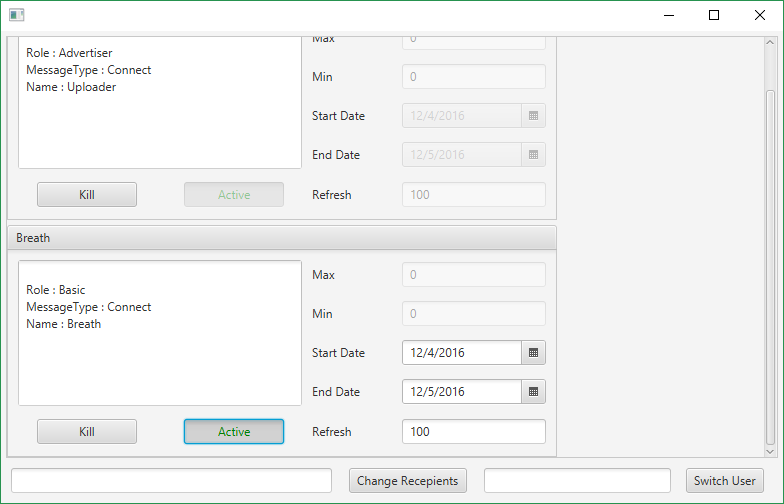 Role : Advertiser
MessageType : Connect
Name : Uploader
Max 0
Min 0
Start Date 12/4/2016
End Date 12/5/2016
Kill Active Refresh 100
Breath
Role : Basic
MessageType : Connect
Name : Breath
Max 0
Min 0
Start Date 12/4/2016
End Date 12/5/2016
Kill Active Refresh 100
Change Recepients Switch User